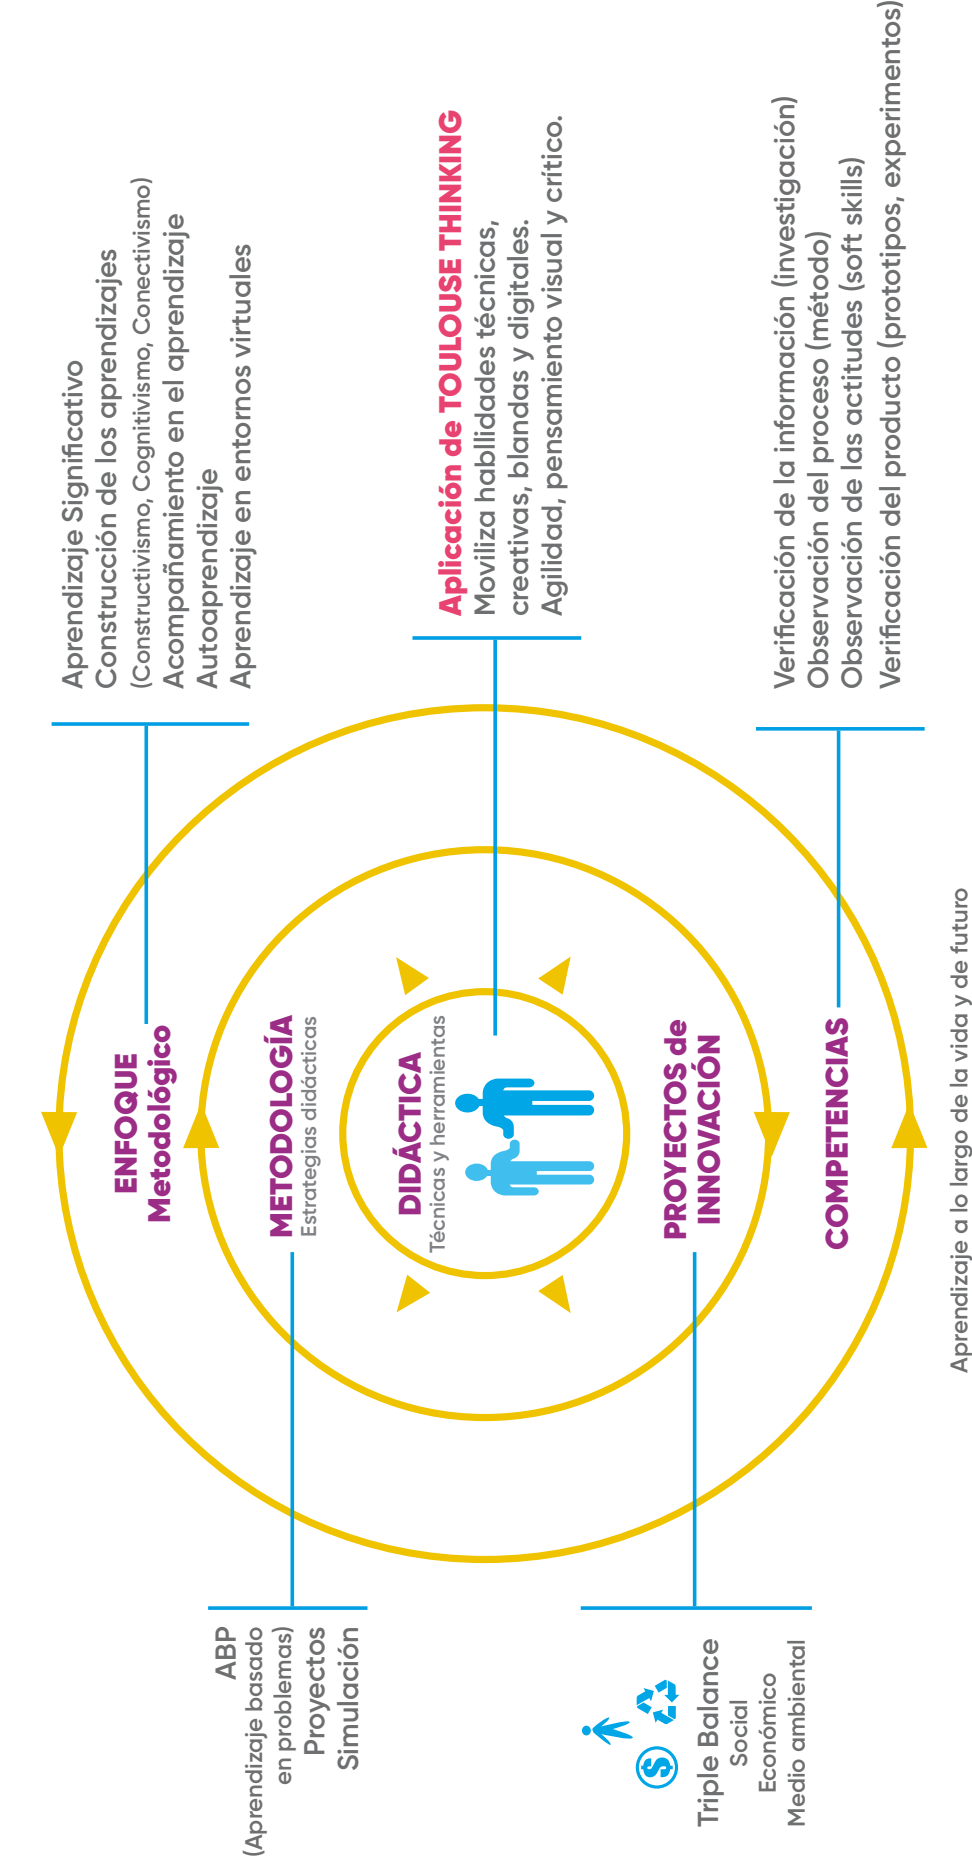 ENFOQUE
Metodológico
Aprendizaje Significativo
Construcción de los aprendizajes
(Constructivismo, Cognitivismo, Conectivismo)
Acompañamiento en el aprendizaje
Autoaprendizaje
Aprendizaje en entornos virtuales
METODOLOGÍA
Estrategias didácticas
ABP
(Aprendizaje basado
en problemas)
Proyectos
Simulación
DIDÁCTICA
Técnicas y herramientas
Aplicación de TOULOUSE THINKING
Moviliza habllidades técnicas,
creativas, blandas y digitales.
Agilidad, pensamiento visual y crítico.
PROYECTOS de
INNOVACIÓN
$
Triple Balance
Social
Económico
Medio ambiental
COMPETENCIAS
Verificación de la información (investigación)
Observación del proceso (método)
Observación de las actitudes (soft skills)
Verificación del producto (prototipos, experimentos)
Aprendizaje a lo largo de la vida y de futuro